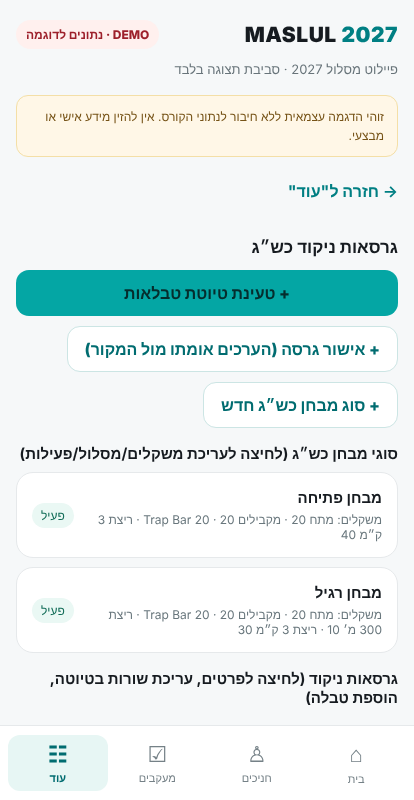 MASLUL 2027
DEMO · נתונים לדוגמה
פיילוט מסלול 2027 · סביבת תצוגה בלבד
זוהי הדגמה עצמאית ללא חיבור לנתוני הקורס. אין להזין מידע אישי או
מבצעי.
→ חזרה ל"עוד"
גרסאות ניקוד כש״ג
+ טעינת טיוטת טבלאות
+ אישור גרסה (הערכים אומתו מול המקור)
+ סוג מבחן כש״ג חדש
סוגי מבחן כש״ג (לחיצה לעריכת משקלים/מסלול/פעילות)
מבחן פתיחה
משקלים: מתח 20 · מקבילים 20 · Trap Bar 20 · ריצת 3
ק״מ 40
פעיל
מבחן רגיל
משקלים: מתח 20 · מקבילים 20 · Trap Bar 20 · ריצת
300 מ׳ 10 · ריצת 3 ק״מ 30
פעיל
גרסאות ניקוד (לחיצה לפרטים, עריכת שורות בטיוטה,
הוספת טבלה)
בית
חניכים
מעקבים
עוד